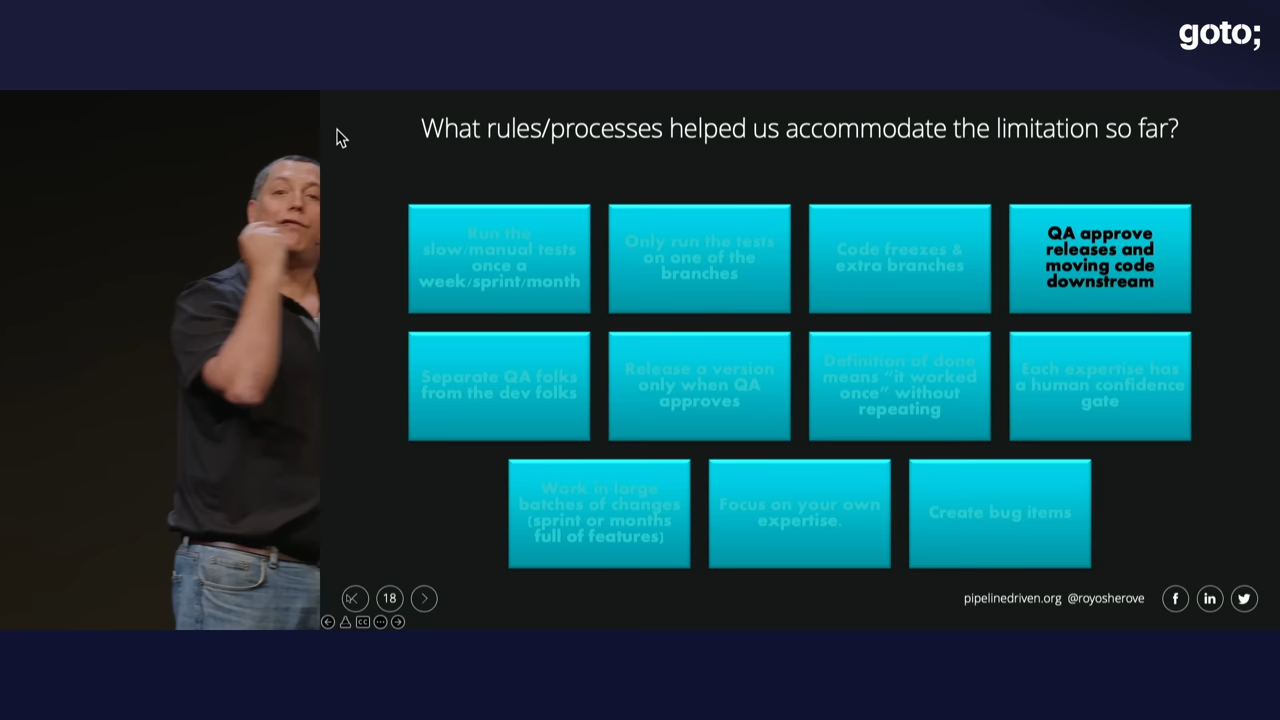 goto;
What rules/processes helped us accommodate the limitation so far?
Run the
slow/manual tests
once a
week/sprint/month
Only run the tests
on one of the
branches
Code freezes &
extra branches
QA approve
releases and
moving code
downstream
Separate QA folks
from the dev folks
Release a version
only when QA
approves
Definition of done
means “it worked
once” without
repeating
Each expertise has
a human confidence
gate
Work in large
batches of changes
(sprint or months
full of features)
Focus on your own
expertise.
Create bug items
18
pipelinedriven.org @royosherove
f
in
CC